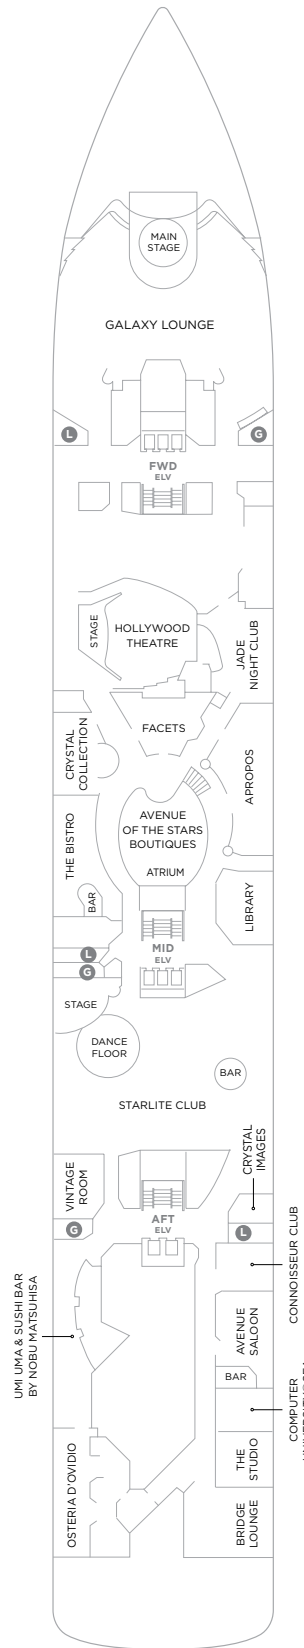 MAIN
STAGE
GALAXY LOUNGE
L
G
FWD
ELV
STAGE
HOLLYWOOD
THEATRE
JADE
NIGHT CLUB
FACETS
CRYSTAL
COLLECTION
APROPOS
AVENUE
OF THE STARS
BOUTIQUES
ATRIUM
THE BISTRO
BAR
LIBRARY
L
G
MID
ELV
STAGE
DANCE
FLOOR
BAR
STARLITE CLUB
CRYSTAL
IMAGES
VINTAGE
ROOM
G
AFT
ELV
L
CONNOISSEUR CLUB
UMI UMA & SUSHI BAR
BY NOBU MATSUHISA
AVENUE
SALOON
BAR
COMPUTER
THE
STUDIO
OSTERIA D'OVIDIO
BRIDGE
LOUNGE